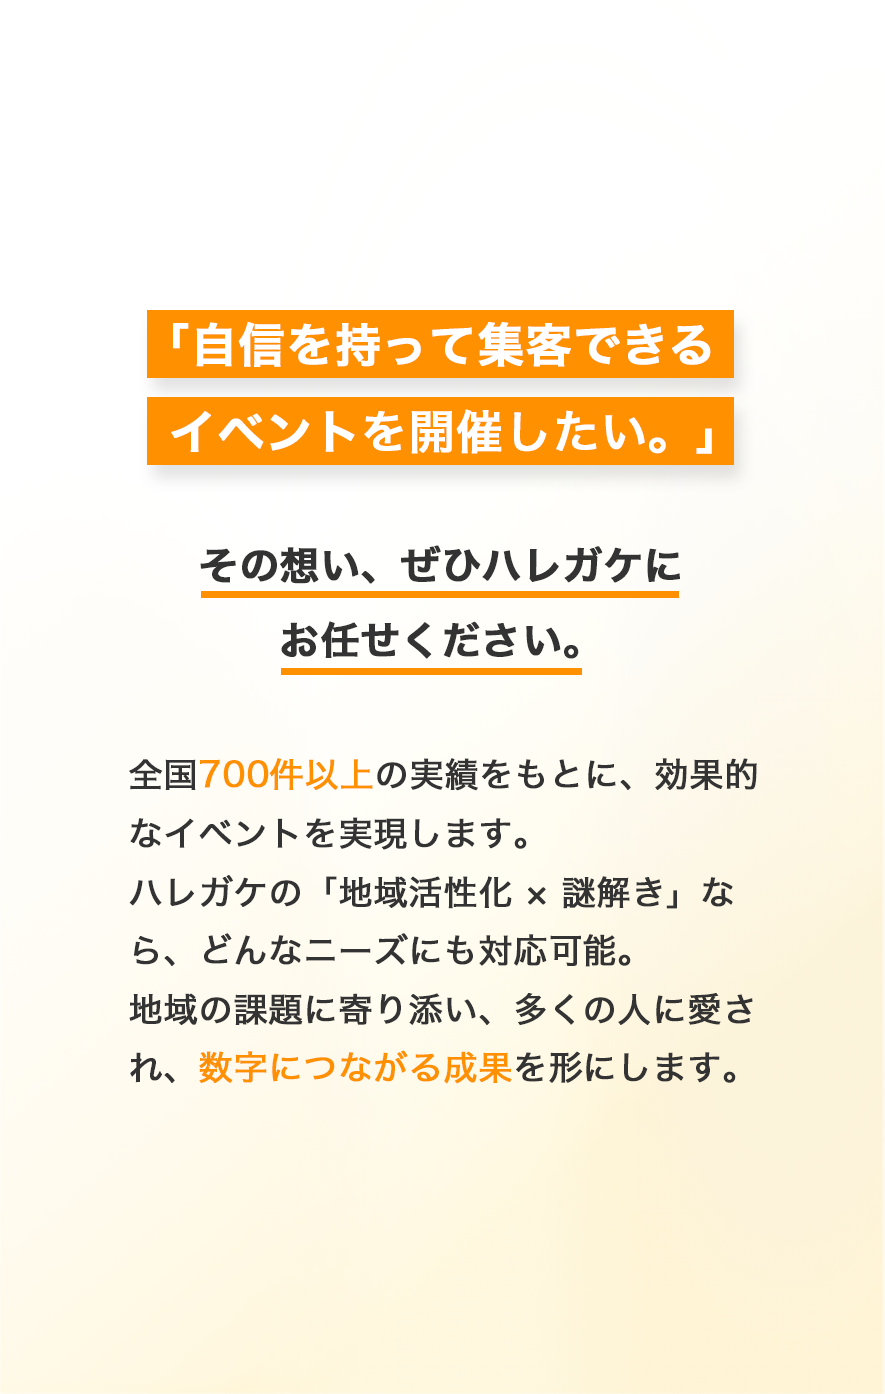 「自信を持って集客できる
イベントを開催したい。」
その想い、ぜひハレガケに
お任せください。
全国700件以上の実績をもとに、効果的
なイベントを実現します。
ハレガケの「地域活性化 × 謎解き」な
ら、どんなニーズにも対応可能。
地域の課題に寄り添い、多くの人に愛さ
れ、数字につながる成果を形にします。